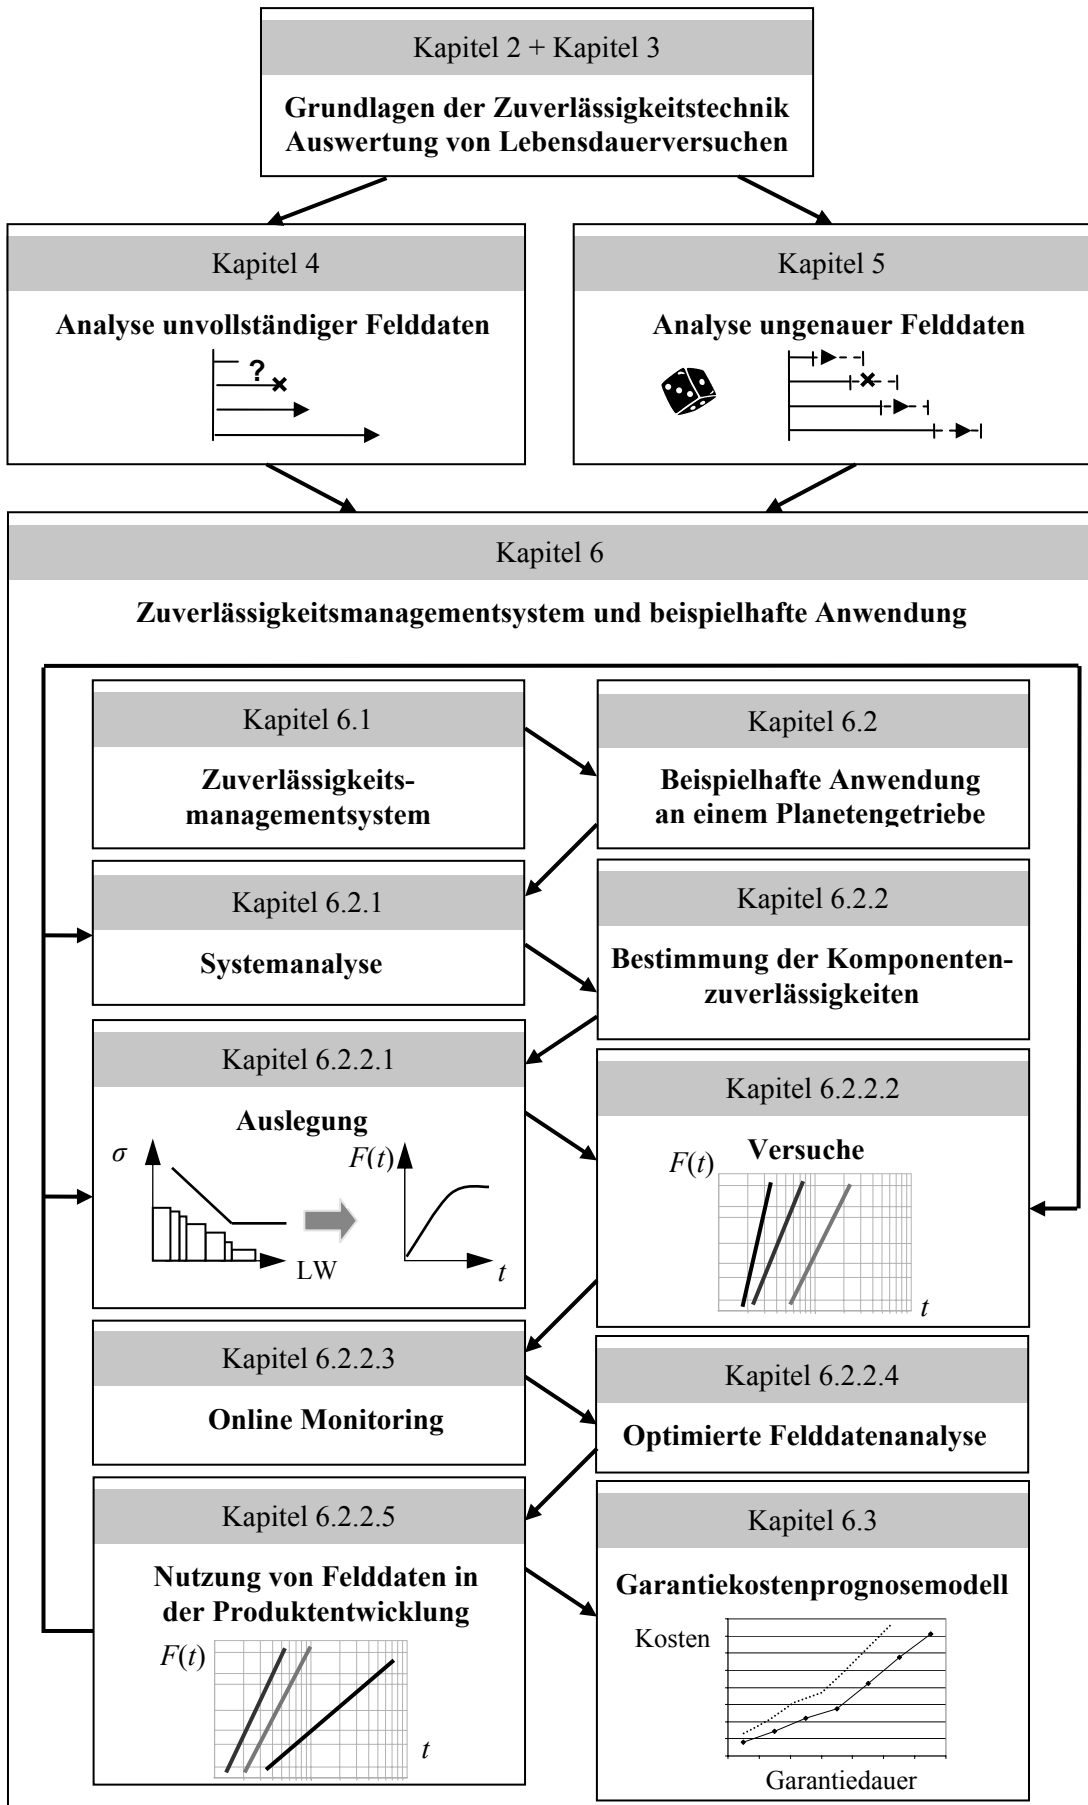 Kapitel 2 + Kapitel 3
Grundlagen der Zuverlässigkeitstechnik
Auswertung von Lebensdauerversuchen
Kapitel 4
Analyse unvollständiger Felddaten
?
Kapitel 5
Analyse ungenauer Felddaten
Kapitel 6
Zuverlässigkeitsmanagementsystem und beispielhafte Anwendung
Kapitel 6.1
Zuverlässigkeits-
managementsystem
Kapitel 6.2
Beispielhafte Anwendung
an einem Planetengetriebe
Kapitel 6.2.1
Systemanalyse
Kapitel 6.2.2
Bestimmung der Komponenten-
zuverlässigkeiten
Kapitel 6.2.2.1
Auslegung
σ
LW
F(t)
t
Kapitel 6.2.2.2
Versuche
F(t)
t
Kapitel 6.2.2.3
Online Monitoring
Kapitel 6.2.2.4
Optimierte Felddatenanalyse
Kapitel 6.2.2.5
Nutzung von Felddaten in
der Produktentwicklung
F(t)
t
Kapitel 6.3
Garantiekostenprognosemodell
Kosten
Garantiedauer